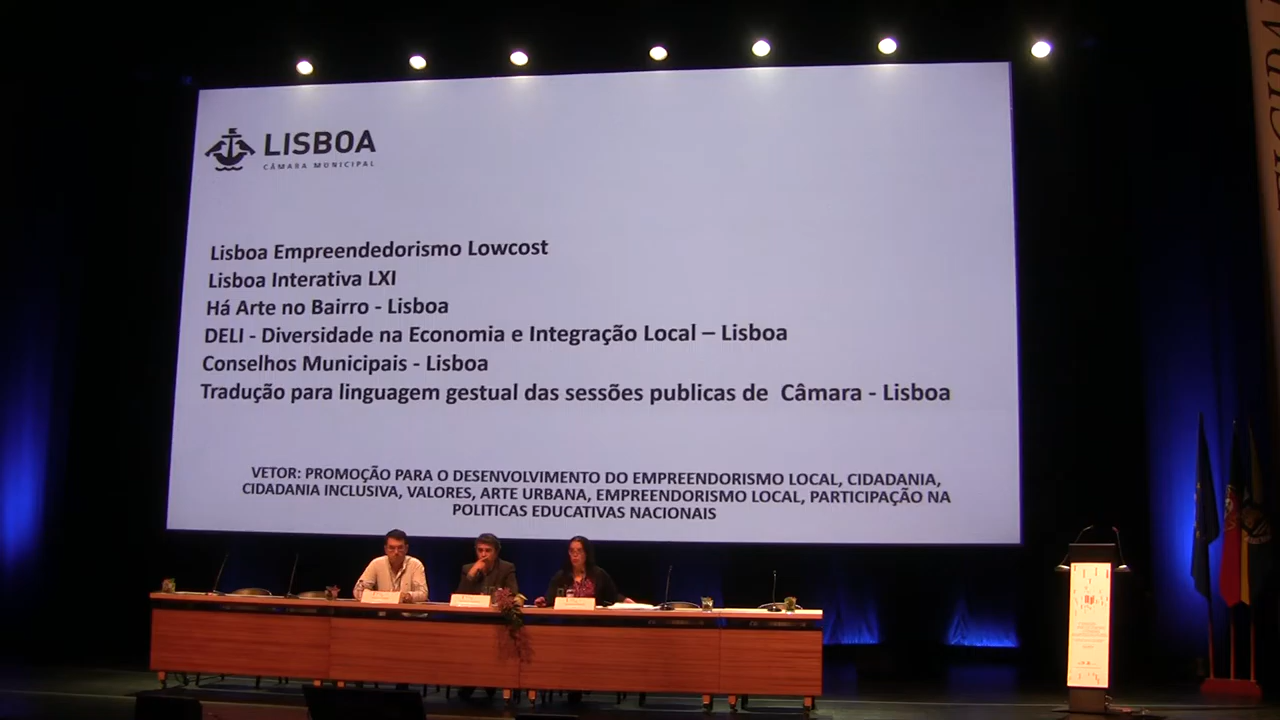 LISBOA
CÂMARA MUNICIPAL
Lisboa Empreendedorismo Lowcost
Lisboa Interativa LXI
Há Arte no Bairro - Lisboa
DELI - Diversidade na Economia e Integração Local – Lisboa
Conselhos Municipais - Lisboa
Tradução para linguagem gestual das sessões publicas de Câmara - Lisboa
VETOR: PROMOÇÃO PARA O DESENVOLVIMENTO DO EMPREENDORISMO LOCAL, CIDADANIA,
CIDADANIA INCLUSIVA, VALORES, ARTE URBANA, EMPREENDORISMO LOCAL, PARTICIPAÇÃO NA
POLITICAS EDUCATIVAS NACIONAIS